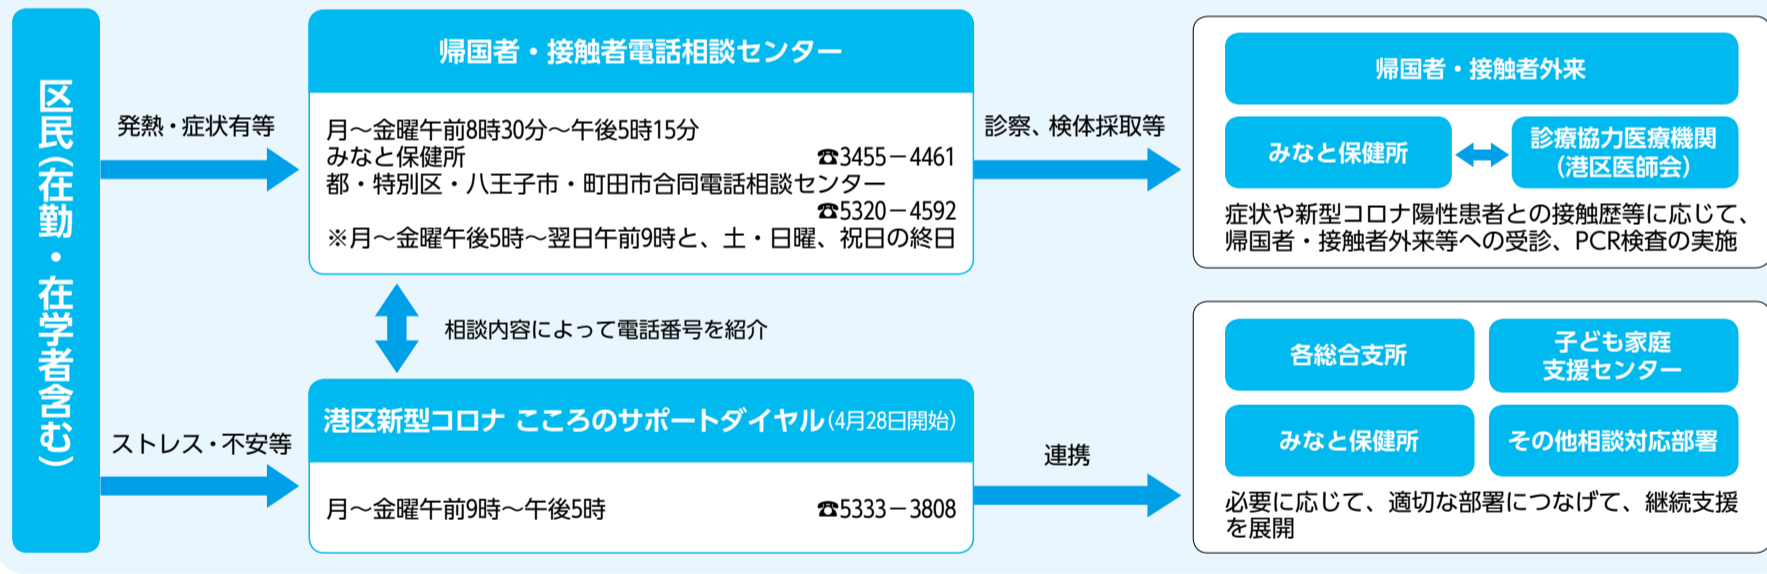 区民(在勤・在学者含む)
発熱・症状有等
帰国者・接触者電話相談センター
月～金曜午前8時30分～午後5時15分
みなと保健所 ☎3455－4461
都・特別区・八王子市・町田市合同電話相談センター
☎5320－4592
※月～金曜午後5時～翌日午前9時と、土・日曜、祝日の終日
診察、検体採取等
帰国者・接触者外来
みなと保健所
診療協力医療機関
(港区医師会)
症状や新型コロナ陽性患者との接触歴等に応じて、
帰国者・接触者外来等への受診、PCR検査の実施
相談内容によって電話番号を紹介
ストレス・不安等
港区新型コロナ こころのサポートダイヤル(4月28日開始)
月～金曜午前9時～午後5時 ☎5333－3808
連携
各総合支所
子ども家庭
支援センター
みなと保健所
その他相談対応部署
必要に応じて、適切な部署につなげて、継続支援
を展開